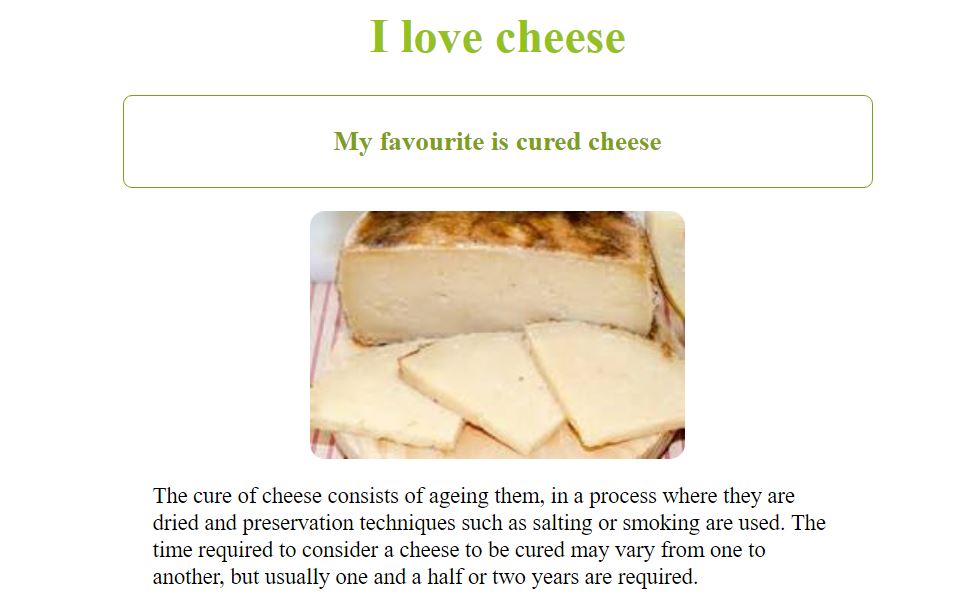 I love cheese
My favourite is cured cheese
The cure of cheese consists of ageing them, in a process where they are
dried and preservation techniques such as salting or smoking are used. The
time required to consider a cheese to be cured may vary from one to
another, but usually one and a half or two years are required.